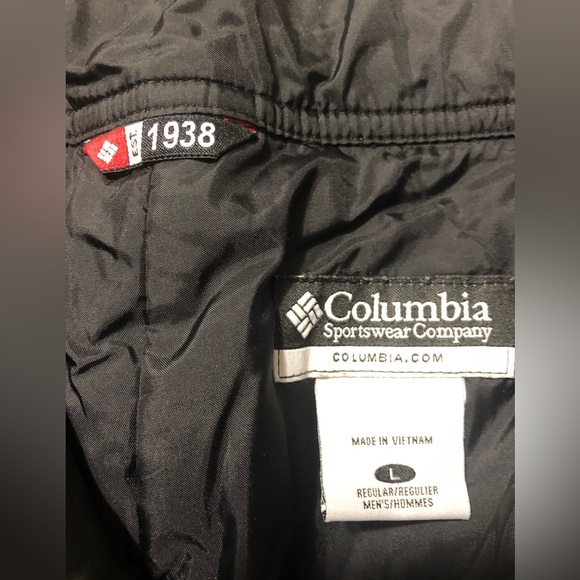 EST. 1938
Columbia
Sportswear Company
COLUMBIA.COM
MADE IN VIETNAM
L
REGULAR/REGULIER
MEN'S/HOMMES